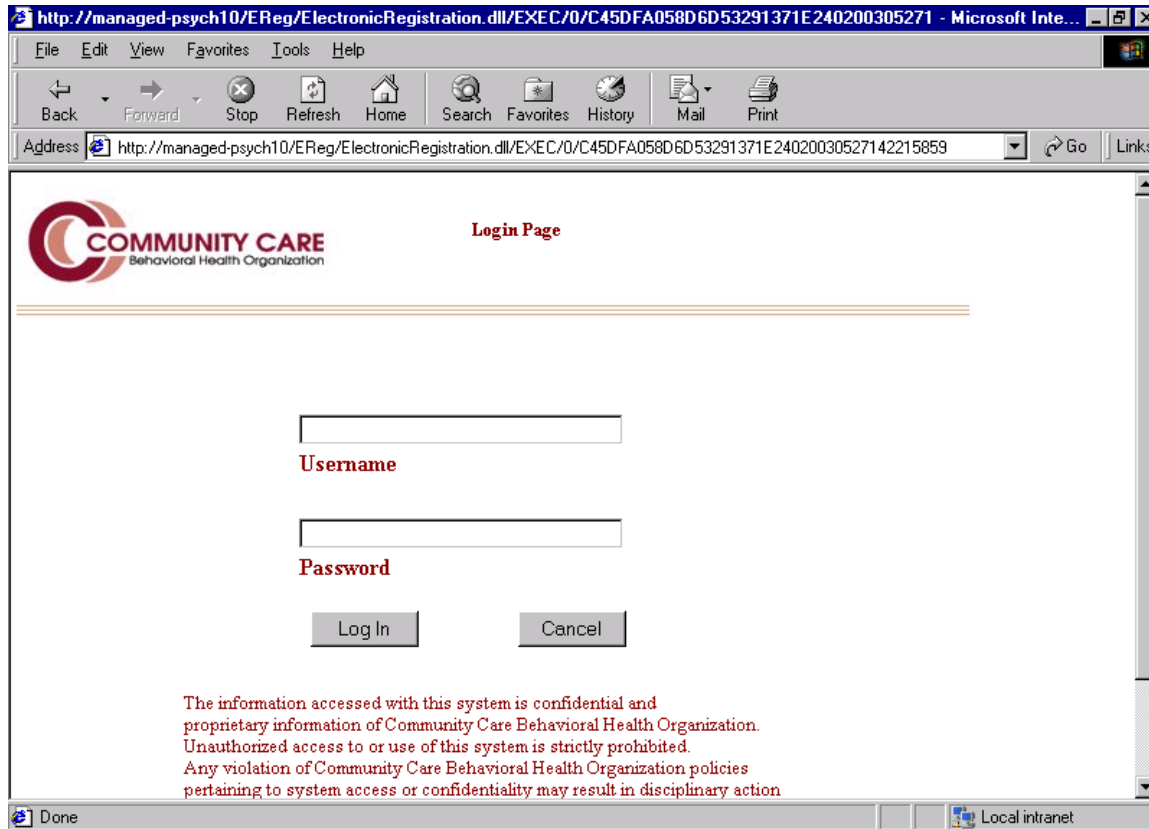 http://managed-psych10/EReg/ElectronicRegistration.dll/EXEC/0/C45DFA058D6D53291371E240200305271 - Microsoft Inte...
File Edit View Favorites Tools Help
Back Forward Stop Refresh Home Search Favorites History Mail Print
Address http://managed-psych10/EReg/ElectronicRegistration.dll/EXEC/0/C45DFA058D6D53291371E24020030527142215859 Go Links
COMMUNITY CARE
Behavioral Health Organization
Login Page
Username
Password
Log In Cancel
The information accessed with this system is confidential and
proprietary information of Community Care Behavioral Health Organization.
Unauthorized access to or use of this system is strictly prohibited.
Any violation of Community Care Behavioral Health Organization policies
pertaining to system access or confidentiality may result in disciplinary action
Done Local intranet